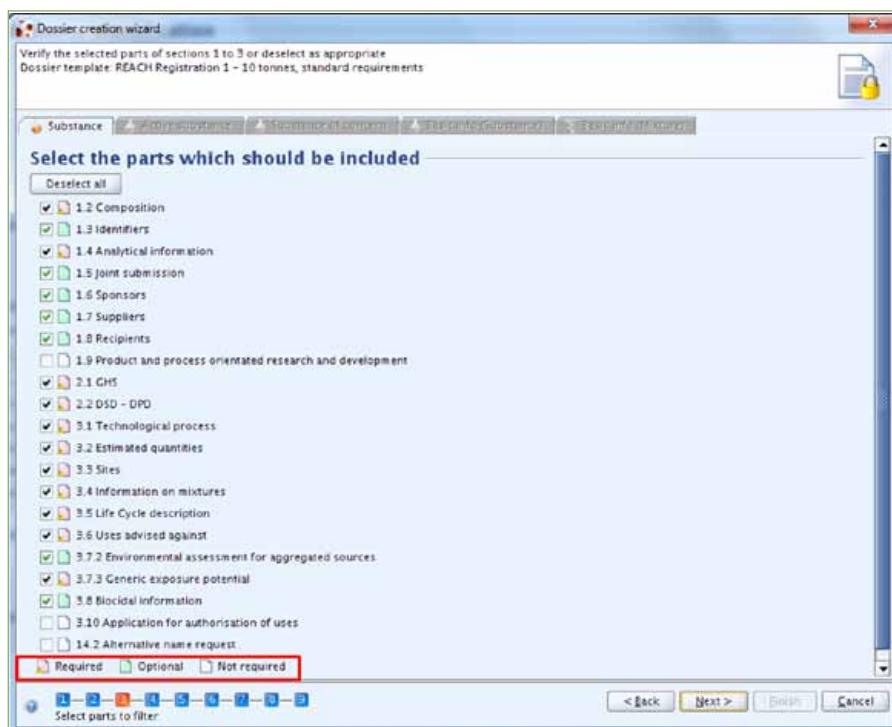 Dossier creation wizard
Verify the selected parts of sections 1 to 3 or deselect as appropriate
Dossier template: REACH Registration 1 - 10 tonnes, standard requirements
Substance
Select the parts which should be included
Deselect all
1.2 Composition
1.3 Identifiers
1.4 Analytical information
1.5 Joint submission
1.6 Sponsors
1.7 Suppliers
1.8 Recipients
1.9 Product and process orientated research and development
2.1 GHS
2.2 DSD - DPD
3.1 Technological process
3.2 Estimated quantities
3.3 Sites
3.4 Information on mixtures
3.5 Life Cycle description
3.6 Uses advised against
3.7.2 Environmental assessment for aggregated sources
3.7.3 Generic exposure potential
3.8 Biocidal information
3.10 Application for authorisation of uses
14.2 Alternative name request
Required Optional Not required
1 2 3 4 5 6 7 8 9
Select parts to filter
< Back Next > Finish Cancel